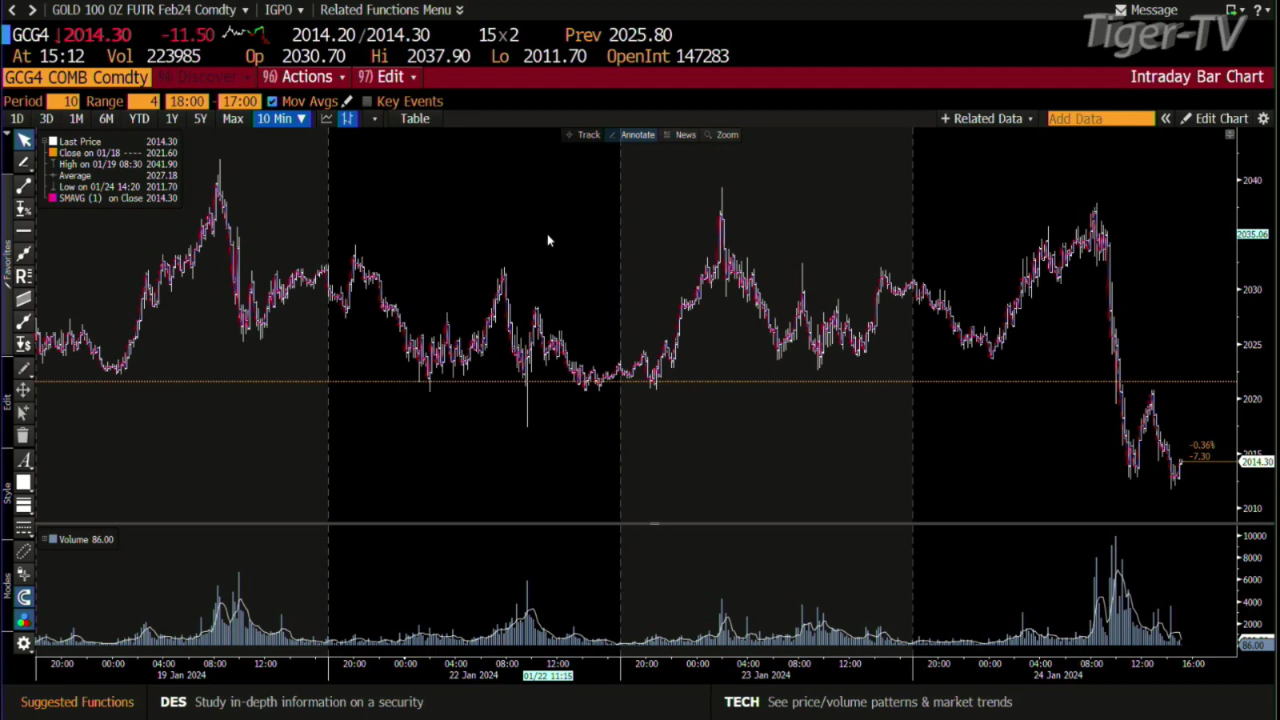 GOLD 100 OZ FUTR Feb24 Comdty IGPO Related Functions Menu Message ?
GCG4 ↓2014.30 -11.50 2014.20/2014.30 15×2 Prev 2025.80
At 15:12 Vol 223985 Op 2030.70 Hi 2037.90 Lo 2011.70 OpenInt 147283
Tiger-TV
GCG4 COMB Comdty Discover 96) Actions 97) Edit Intraday Bar Chart
Period 10 Range 4 18:00 - 17:00 Mov Avgs Key Events
1D 3D 1M 6M YTD 1Y 5Y Max 10 Min ▼ Table + Related Data Add Data « Edit Chart
Track Annotate News Zoom
Last Price 2014.30
Close on 01/18 ---- 2021.60
High on 01/19 08:30 2041.90
Average 2027.18
Low on 01/24 14:20 2011.70
SMAVG (1) on Close 2014.30
Favorites
Edit
Style
Modes
2040
2035.06
2030
2025
2020
2015
2014.30
2010
-0.36%
-7.30
Volume 86.00
10000
8000
6000
4000
2000
86.00
20:00 00:00 04:00 08:00 12:00 20:00 00:00 04:00 08:00 12:00 20:00 00:00 04:00 08:00 12:00 20:00 00:00 04:00 08:00 12:00 16:00
19 Jan 2024 22 Jan 2024 01/22 11:15 23 Jan 2024 24 Jan 2024
Suggested Functions DES Study in-depth information on a security TECH See price/volume patterns & market trends